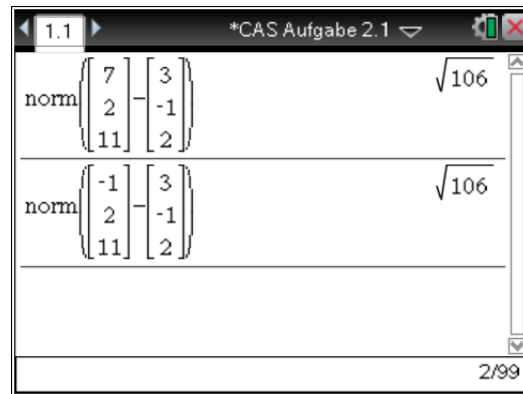 1.1 *CAS Aufgabe 2.1
norm([7 2 11]-[3 -1 2]) √106
norm([-1 2 11]-[3 -1 2]) √106
2/99